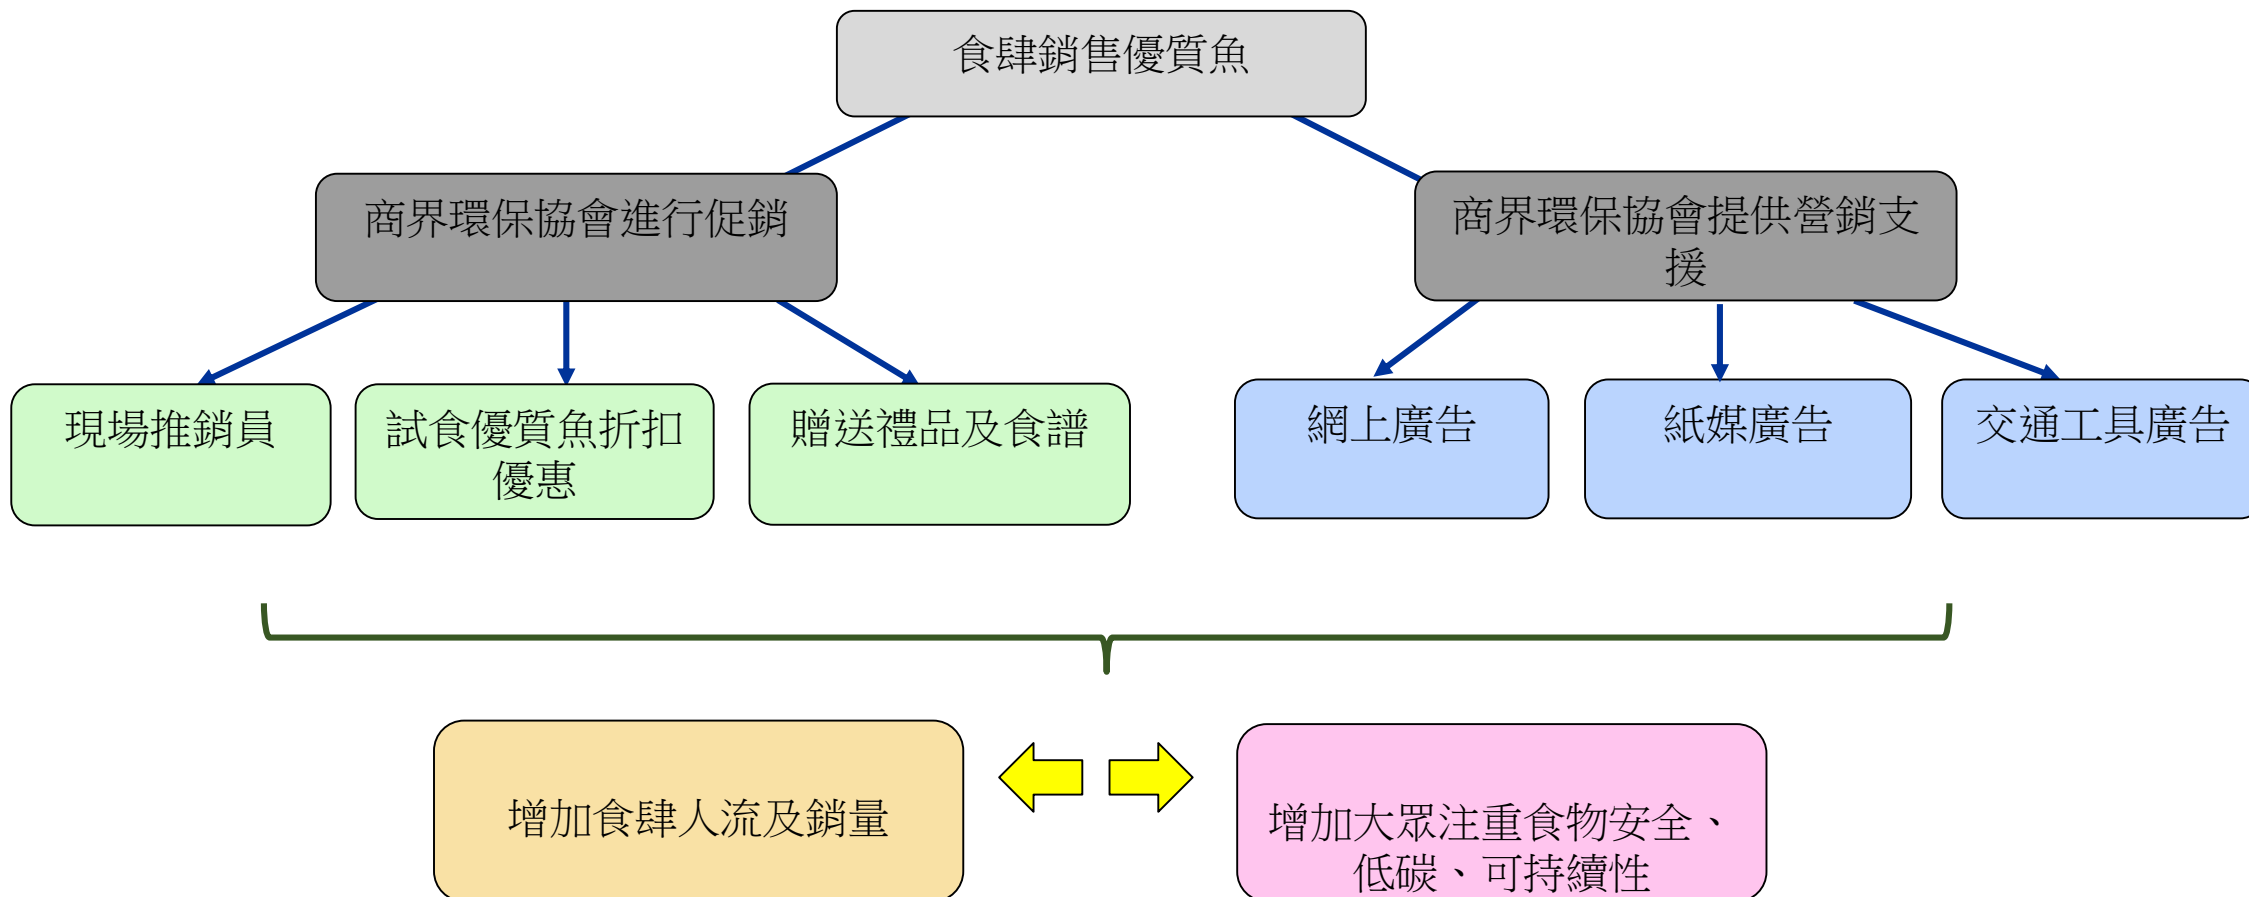 食肆銷售優質魚
商界環保協會進行促銷
商界環保協會提供營銷支
援
現場推銷員
試食優質魚折扣
優惠
贈送禮品及食譜
網上廣告
紙媒廣告
交通工具廣告
增加食肆人流及銷量
增加大眾注重食物安全、
低碳、可持續性